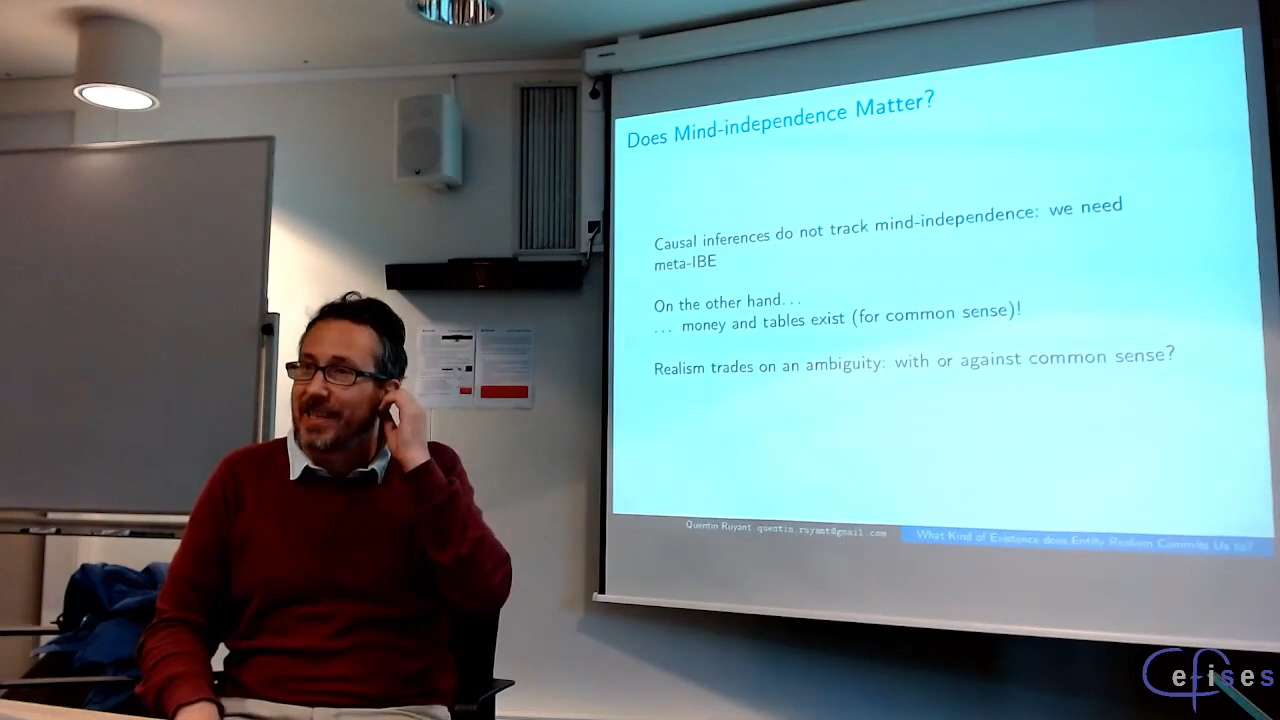 Does Mind-independence Matter?
Causal inferences do not track mind-independence: we need
meta-IBE
On the other hand...
... money and tables exist (for common sense)!
Realism trades on an ambiguity: with or against common sense?
Quentin Ruyant quentin.ruyant@gmail.com
What Kind of Existence does Entity Realism Commits Us to?
Cefises